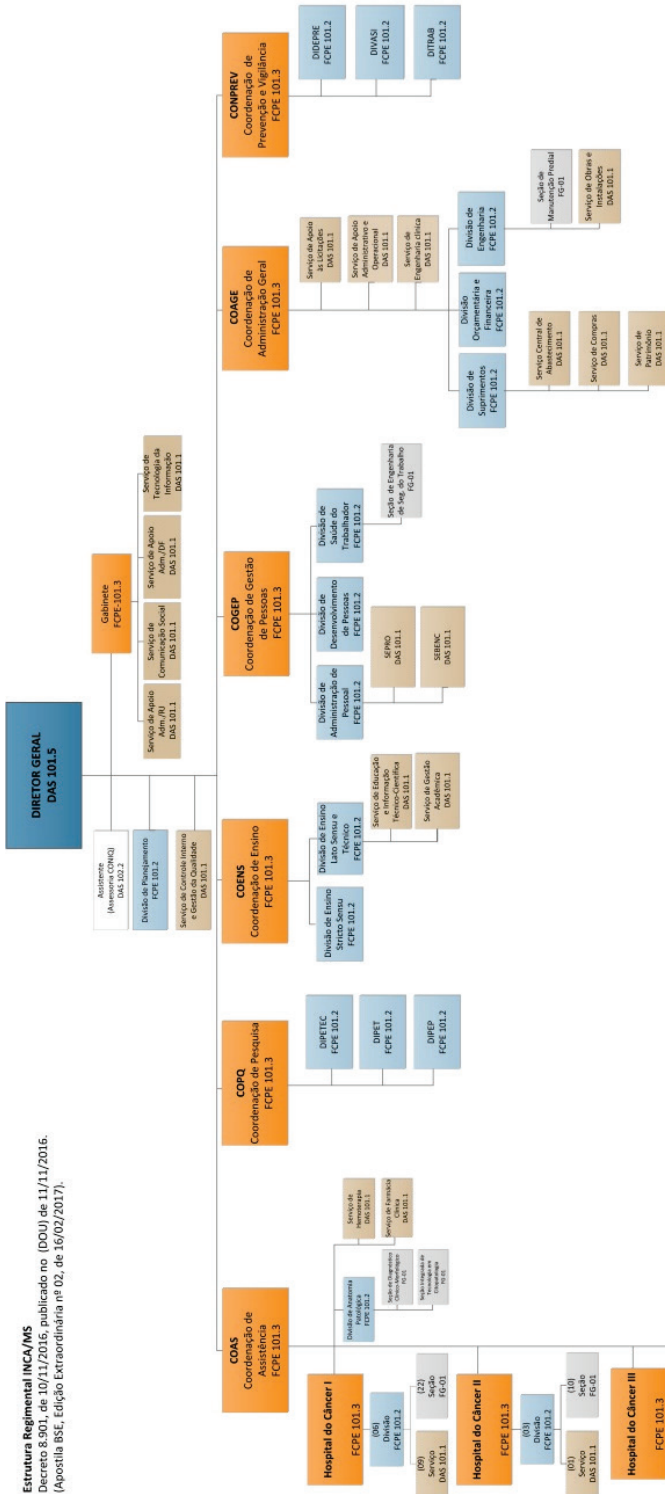 Estrutura Regimental INCA/MS
Decreto 8.901, de 10/11/2016, publicado no (DOU) de 11/11/2016.
(Apostila BSE, Edição Extraordinária nº 02, de 16/02/2017).
DIRETOR GERAL
DAS 101.5
Assistente
(Assessoria CONIQ)
DAS 102.2
Divisão de Planejamento
FCPE 101.2
Serviço de Controle Interno
e Gestão da Qualidade
DAS 101.1
Gabinete
FCPE-101.3
Serviço de Apoio
Adm./RJ
DAS 101.1
Serviço de
Comunicação Social
DAS 101.1
Serviço de Apoio
Adm./DF
DAS 101.1
Serviço de
Tecnologia da
Informação
DAS 101.1
COAS
Coordenação de
Assistência
FCPE 101.3
Serviço de
Hemoterapia
DAS 101.1
Serviço de Farmácia
Clínica
DAS 101.1
Divisão de Anatomia
Patológica
FCPE 101.2
Seção de Diagnóstico
Clínico-Morfológico
FG-01
Seção Integrada de
Tecnologia em
Citopatologia
FG-01
Hospital do Câncer I
FCPE 101.3
(06)
Divisão
FCPE 101.2
(09)
Serviço
DAS 101.1
(22)
Seção
FG-01
Hospital do Câncer II
FCPE 101.3
(03)
Divisão
FCPE 101.2
(01)
Serviço
DAS 101.1
(10)
Seção
FG-01
Hospital do Câncer III
FCPE 101.3
COPQ
Coordenação de Pesquisa
FCPE 101.3
DIPETEC
FCPE 101.2
DIPET
FCPE 101.2
DIPEP
FCPE 101.2
COENS
Coordenação de Ensino
FCPE 101.3
Divisão de Ensino
Stricto Sensu
FCPE 101.2
Divisão de Ensino
Lato Sensu e
Técnico
FCPE 101.2
Serviço de Educação
e Informação
Técnico-Científica
DAS 101.1
Serviço de Gestão
Acadêmica
DAS 101.1
COGEP
Coordenação de Gestão
de Pessoas
FCPE 101.3
Divisão de
Administração de
Pessoal
FCPE 101.2
Divisão de
Desenvolvimento
de Pessoas
FCPE 101.2
Divisão de
Saúde do
Trabalhador
FCPE 101.2
SEPRO
DAS 101.1
SEBENC
DAS 101.1
Seção de Engenharia
de Seg. do Trabalho
FG-01
COAGE
Coordenação de
Administração Geral
FCPE 101.3
Serviço de Apoio
às Licitações
DAS 101.1
Serviço de Apoio
Administrativo e
Operacional
DAS 101.1
Serviço de
Engenharia clínica
DAS 101.1
Divisão de
Suprimentos
FCPE 101.2
Divisão
Orçamentária e
Financeira
FCPE 101.2
Divisão de
Engenharia
FCPE 101.2
Serviço Central de
Abastecimento
DAS 101.1
Serviço de Compras
DAS 101.1
Serviço de
Patrimônio
DAS 101.1
Seção de
Manutenção Predial
FG-01
Serviço de Obras e
Instalações
DAS 101.1
CONPREV
Coordenação de
Prevenção e Vigilância
FCPE 101.3
DIDEPRE
FCPE 101.2
DIVASI
FCPE 101.2
DITRAB
FCPE 101.2